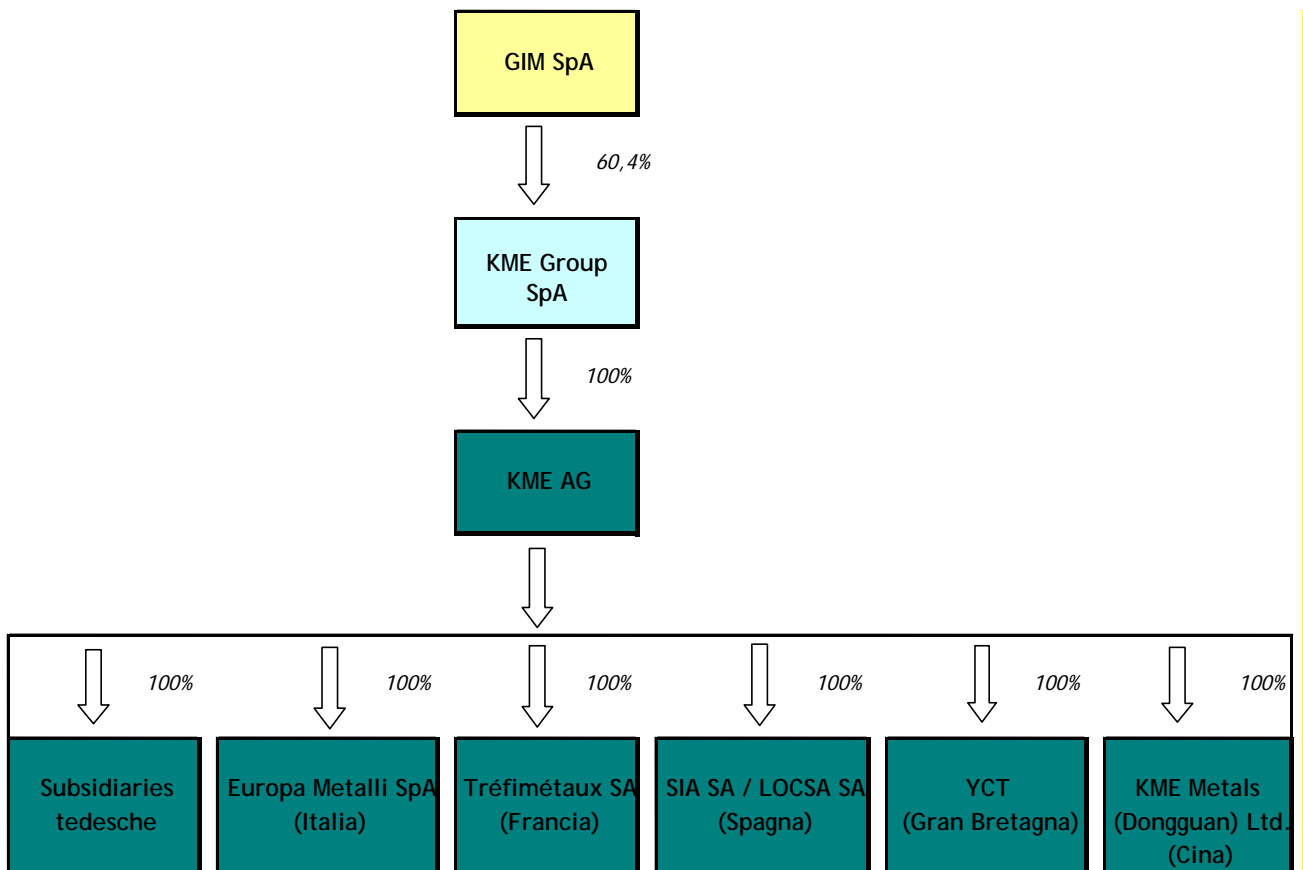 GIM SpA
60,4%
KME Group
SpA
100%
KME AG
100%
100%
100%
100%
100%
100%
Subsidiaries
tedesche
Europa Metalli SpA
(Italia)
Tréfimétaux SA
(Francia)
SIA SA / LOCSA SA
(Spagna)
YCT
(Gran Bretagna)
KME Metals
(Dongguan) Ltd.
(Cina)